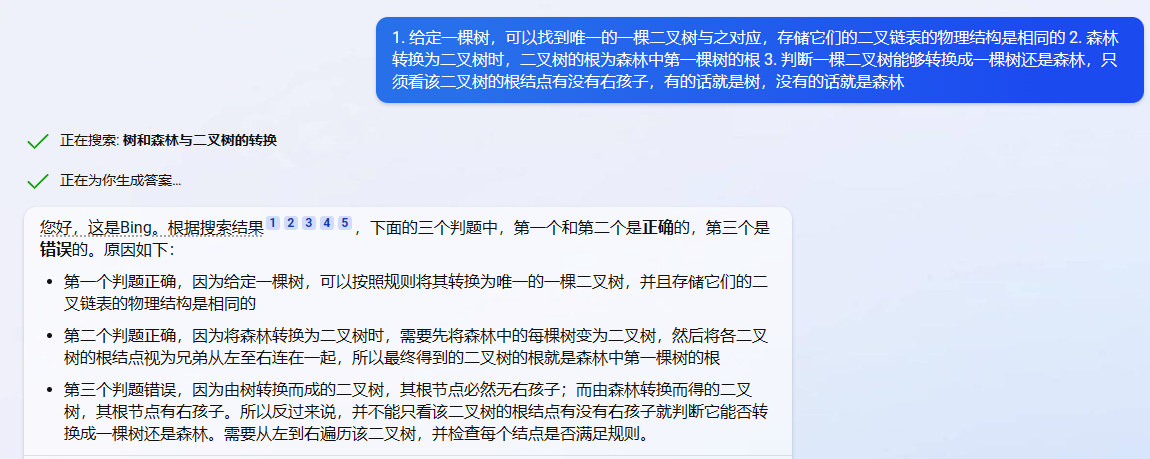 1. 给定一棵树，可以找到唯一的一棵二叉树与之对应，存储它们的二叉链表的物理结构是相同的 2. 森林
转换为二叉树时，二叉树的根为森林中第一棵树的根 3. 判断一棵二叉树能够转换成一棵树还是森林，只
须看该二叉树的根结点有没有右孩子，有的话就是树，没有的话就是森林
正在搜索: 树和森林与二叉树的转换
正在为你生成答案...
您好，这是Bing。根据搜索结果 1 2 3 4 5 ，下面的三个判题中，第一个和第二个是正确的，第三个是
错误的。原因如下：
• 第一个判题正确，因为给定一棵树，可以按照规则将其转换为唯一的一棵二叉树，并且存储它们的二
叉链表的物理结构是相同的
• 第二个判题正确，因为将森林转换为二叉树时，需要先将森林中的每棵树变为二叉树，然后将各二叉
树的根结点视为兄弟从左至右连在一起，所以最终得到的二叉树的根就是森林中第一棵树的根
• 第三个判题错误，因为由树转换而成的二叉树，其根节点必然无右孩子；而由森林转换而得的二叉
树，其根节点有右孩子。所以反过来说，并不能只看该二叉树的根结点有没有右孩子就判断它能否转
换成一棵树还是森林。需要从左到右遍历该二叉树，并检查每个结点是否满足规则。